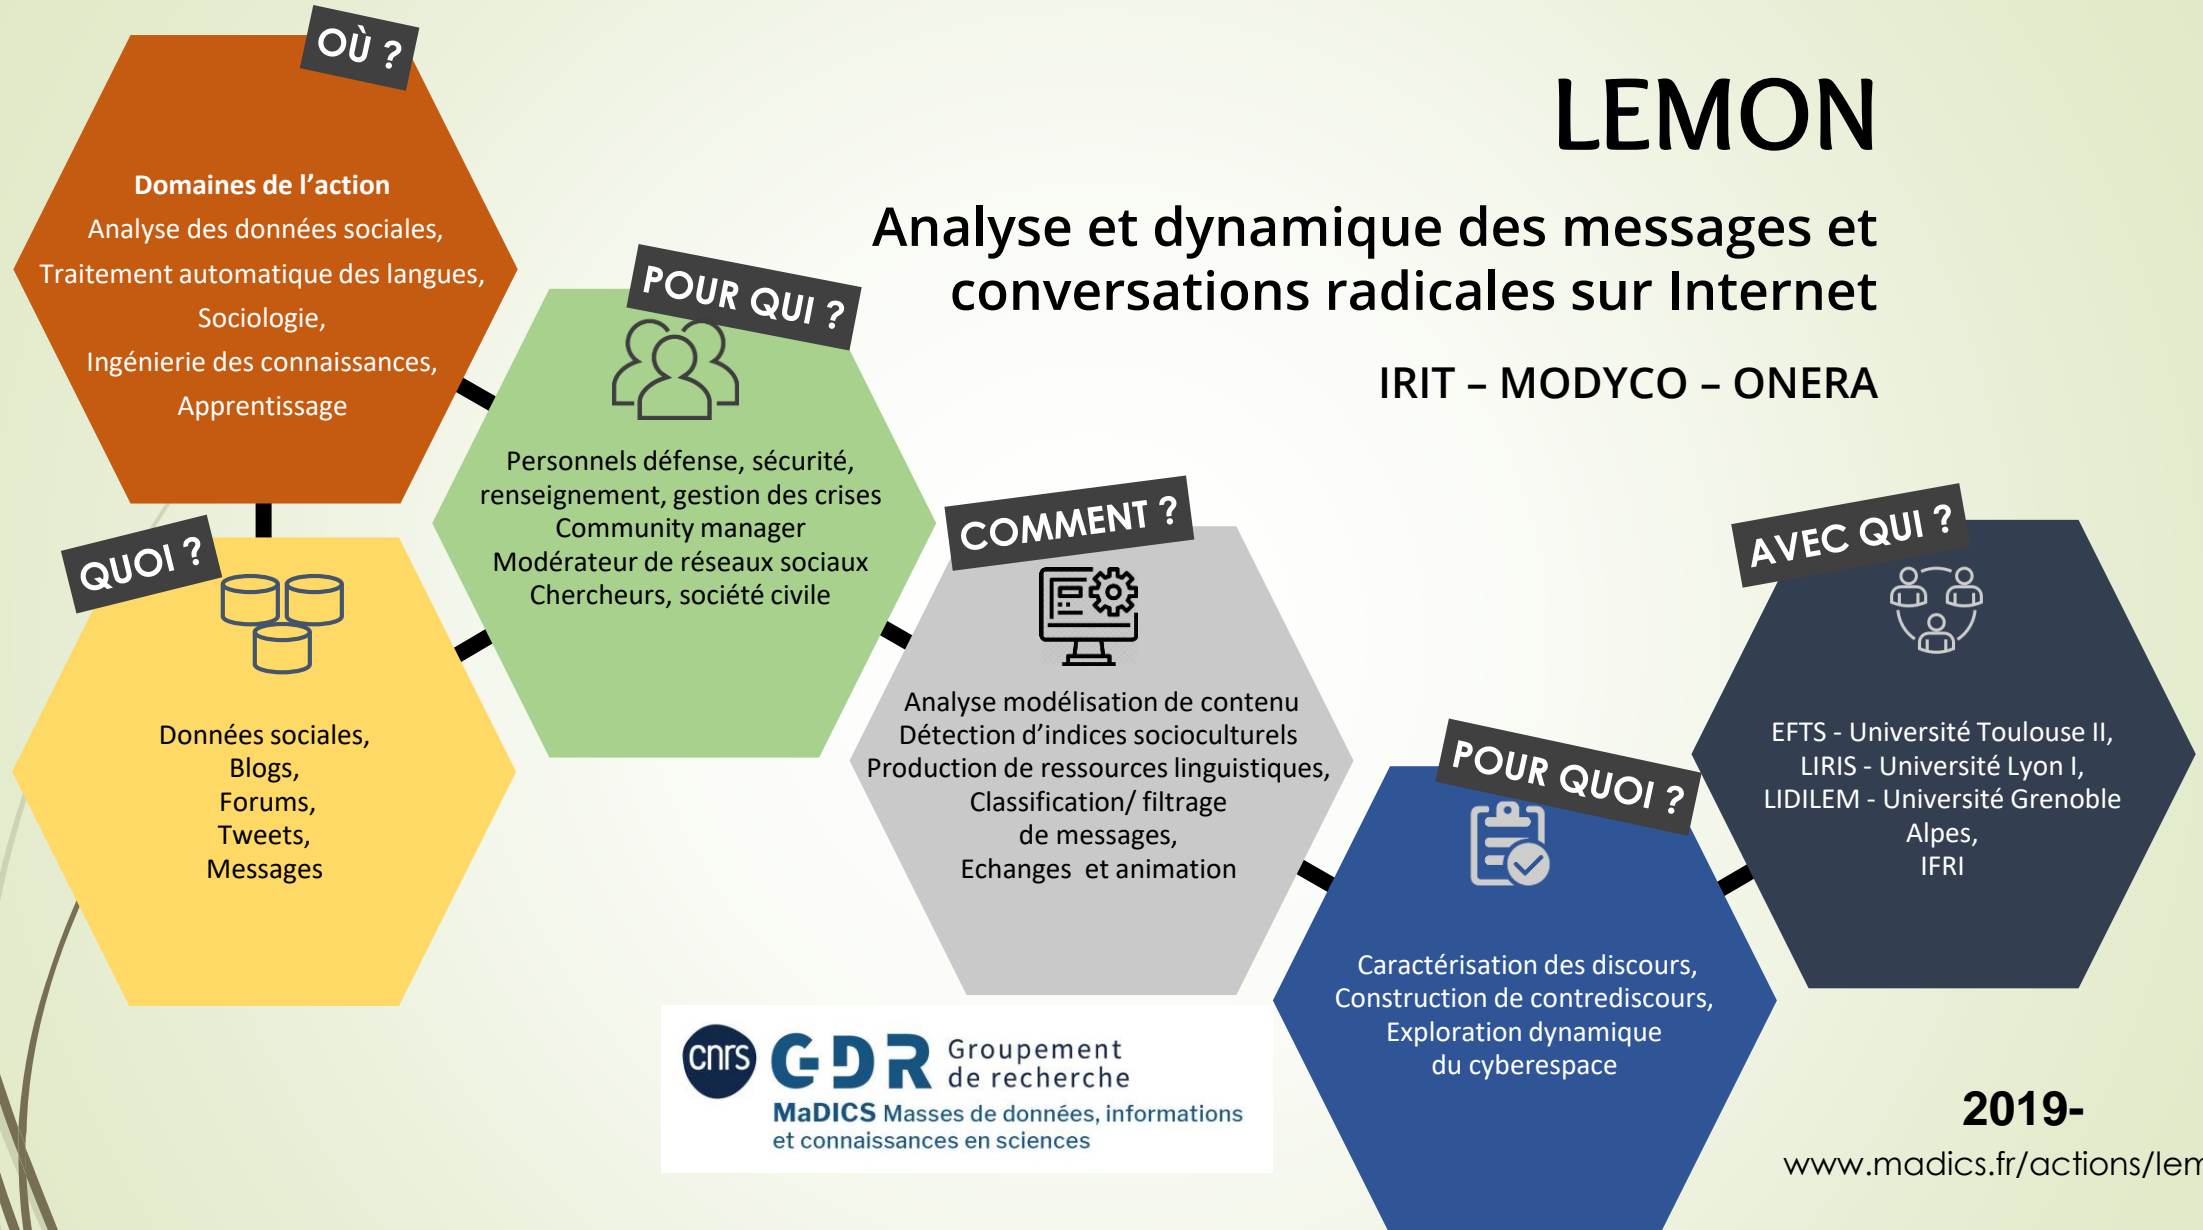 LEMON
Analyse et dynamique des messages et
conversations radicales sur Internet
IRIT – MODYCO – ONERA
OÙ ?
Domaines de l’action
Analyse des données sociales,
Traitement automatique des langues,
Sociologie,
Ingénierie des connaissances,
Apprentissage
QUOI ?
Données sociales,
Blogs,
Forums,
Tweets,
Messages
POUR QUI ?
Personnels défense, sécurité,
renseignement, gestion des crises
Community manager
Modérateur de réseaux sociaux
Chercheurs, société civile
COMMENT ?
Analyse modélisation de contenu
Détection d’indices socioculturels
Production de ressources linguistiques,
Classification/ filtrage
de messages,
Echanges et animation
POUR QUOI ?
Caractérisation des discours,
Construction de contrediscours,
Exploration dynamique
du cyberespace
AVEC QUI ?
EFTS - Université Toulouse II,
LIRIS - Université Lyon I,
LIDILEM - Université Grenoble
Alpes,
IFRI
cnrs
GDR Groupement
de recherche
MaDICS Masses de données, informations
et connaissances en sciences
2019-
www.madics.fr/actions/lem